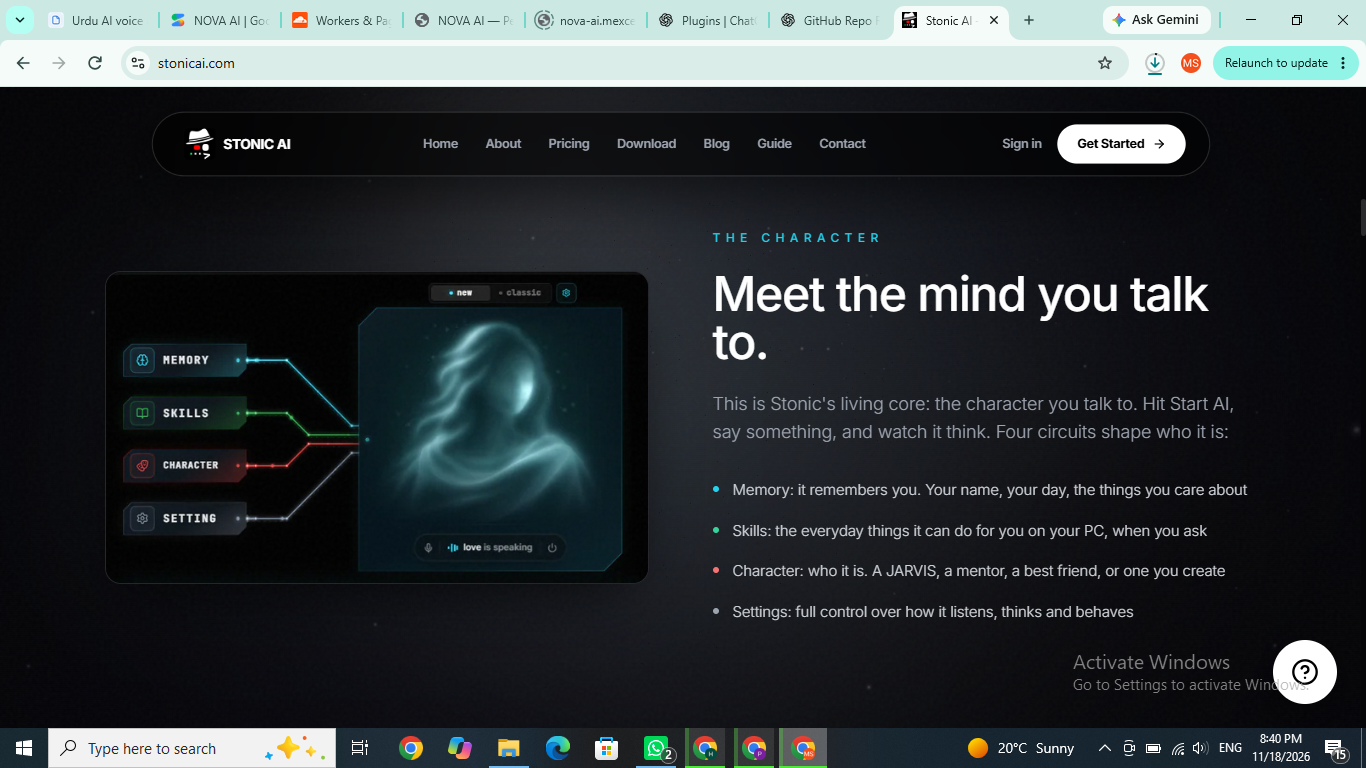 Urdu AI voice
NOVA AI | Goo
Workers & Pa
NOVA AI — Pe
nova-ai.mexce
Plugins | Chat
GitHub Repo
Stonic AI
Ask Gemini
stonicai.com
MS
Relaunch to update
STONIC AI
Home
About
Pricing
Download
Blog
Guide
Contact
Sign in
Get Started
THE CHARACTER
Meet the mind you talk
to.
This is Stonic's living core: the character you talk to. Hit Start AI,
say something, and watch it think. Four circuits shape who it is:
Memory: it remembers you. Your name, your day, the things you care about
Skills: the everyday things it can do for you on your PC, when you ask
Character: who it is. A JARVIS, a mentor, a best friend, or one you create
Settings: full control over how it listens, thinks and behaves
new
classic
MEMORY
SKILLS
CHARACTER
SETTING
love is speaking
Activate Windows
Go to Settings to activate Windows.
Type here to search
2
20°C Sunny
ENG
8:40 PM
11/18/2026
15